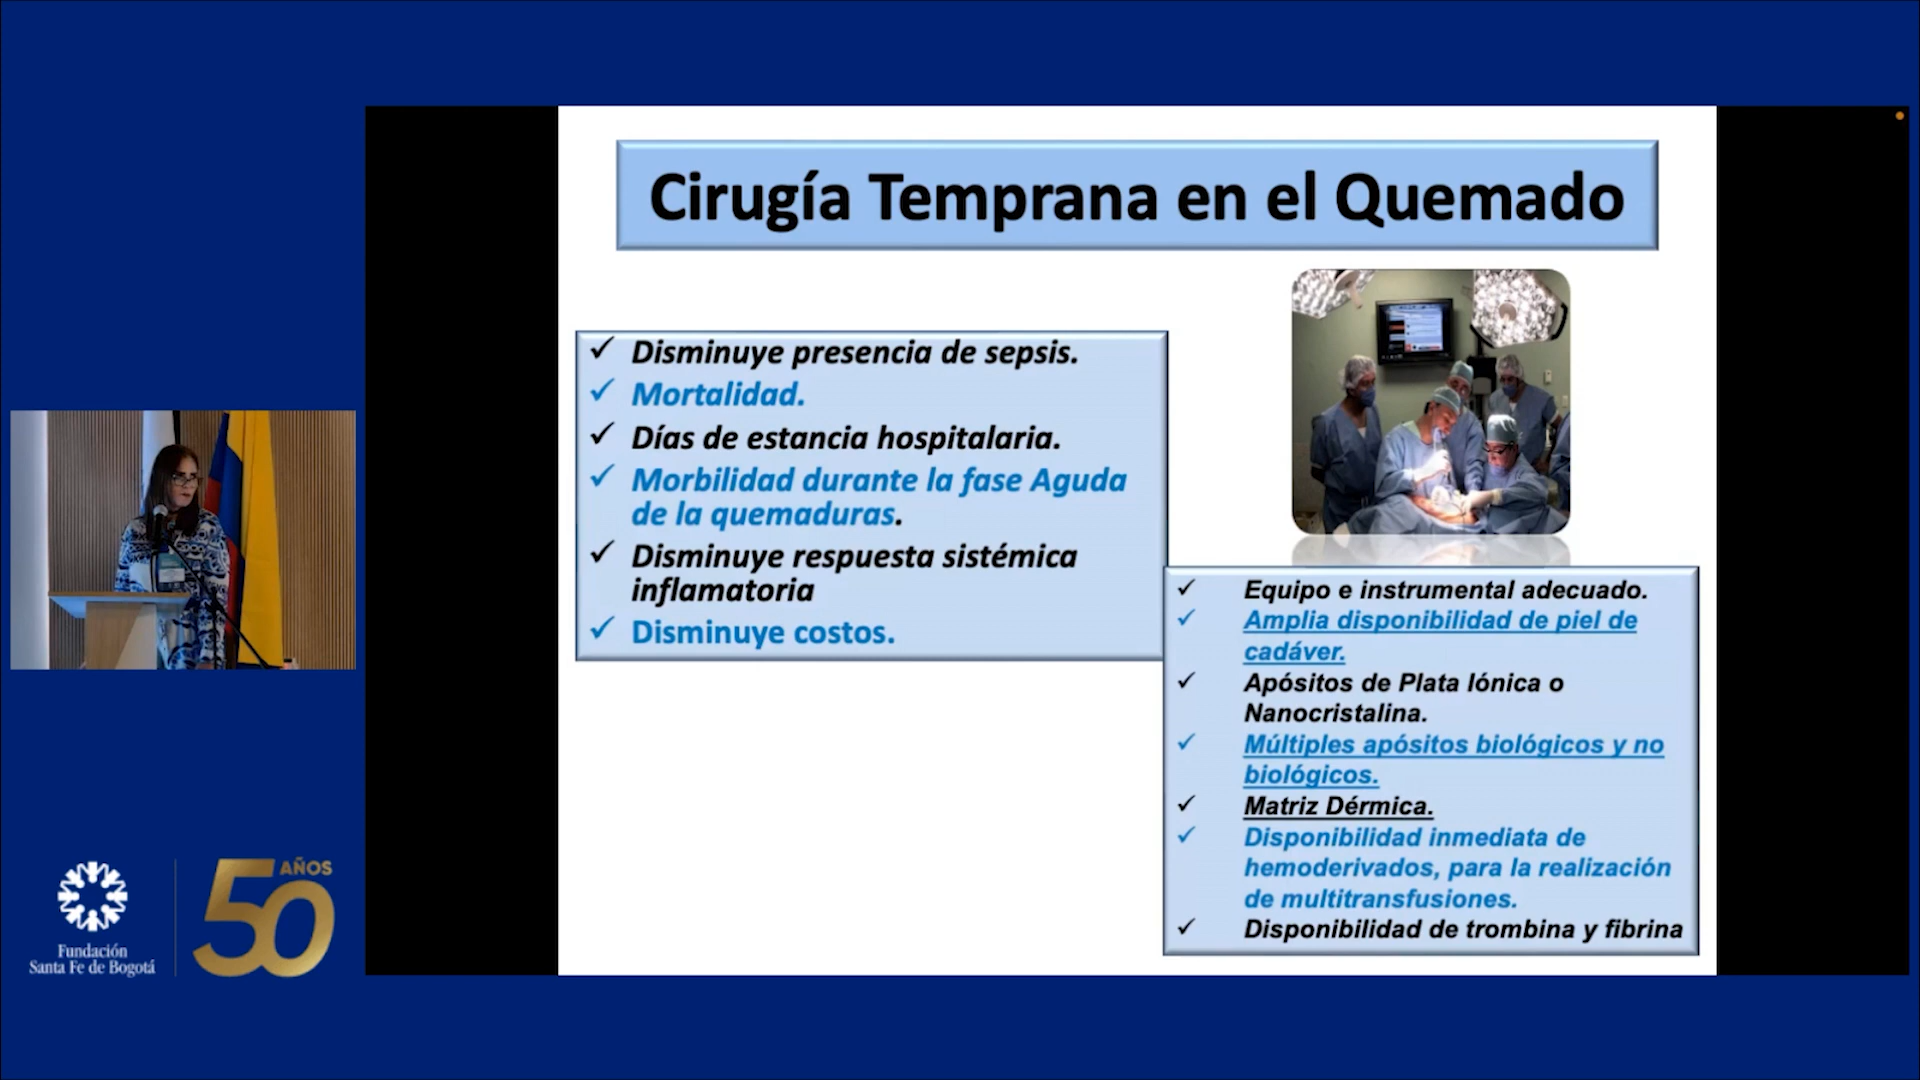 Cirugía Temprana en el Quemado
✓ Disminuye presencia de sepsis.
✓ Mortalidad.
✓ Días de estancia hospitalaria.
✓ Morbilidad durante la fase Aguda
de la quemaduras.
✓ Disminuye respuesta sistémica
inflamatoria
✓ Disminuye costos.
✓ Equipo e instrumental adecuado.
✓ Amplia disponibilidad de piel de
cadáver.
✓ Apósitos de Plata Iónica o
Nanocristalina.
✓ Múltiples apósitos biológicos y no
biológicos.
✓ Matriz Dérmica.
✓ Disponibilidad inmediata de
hemoderivados, para la realización
de multitransfusiones.
✓ Disponibilidad de trombina y fibrina
Fundación
Santa Fe de Bogotá
50 AÑOS